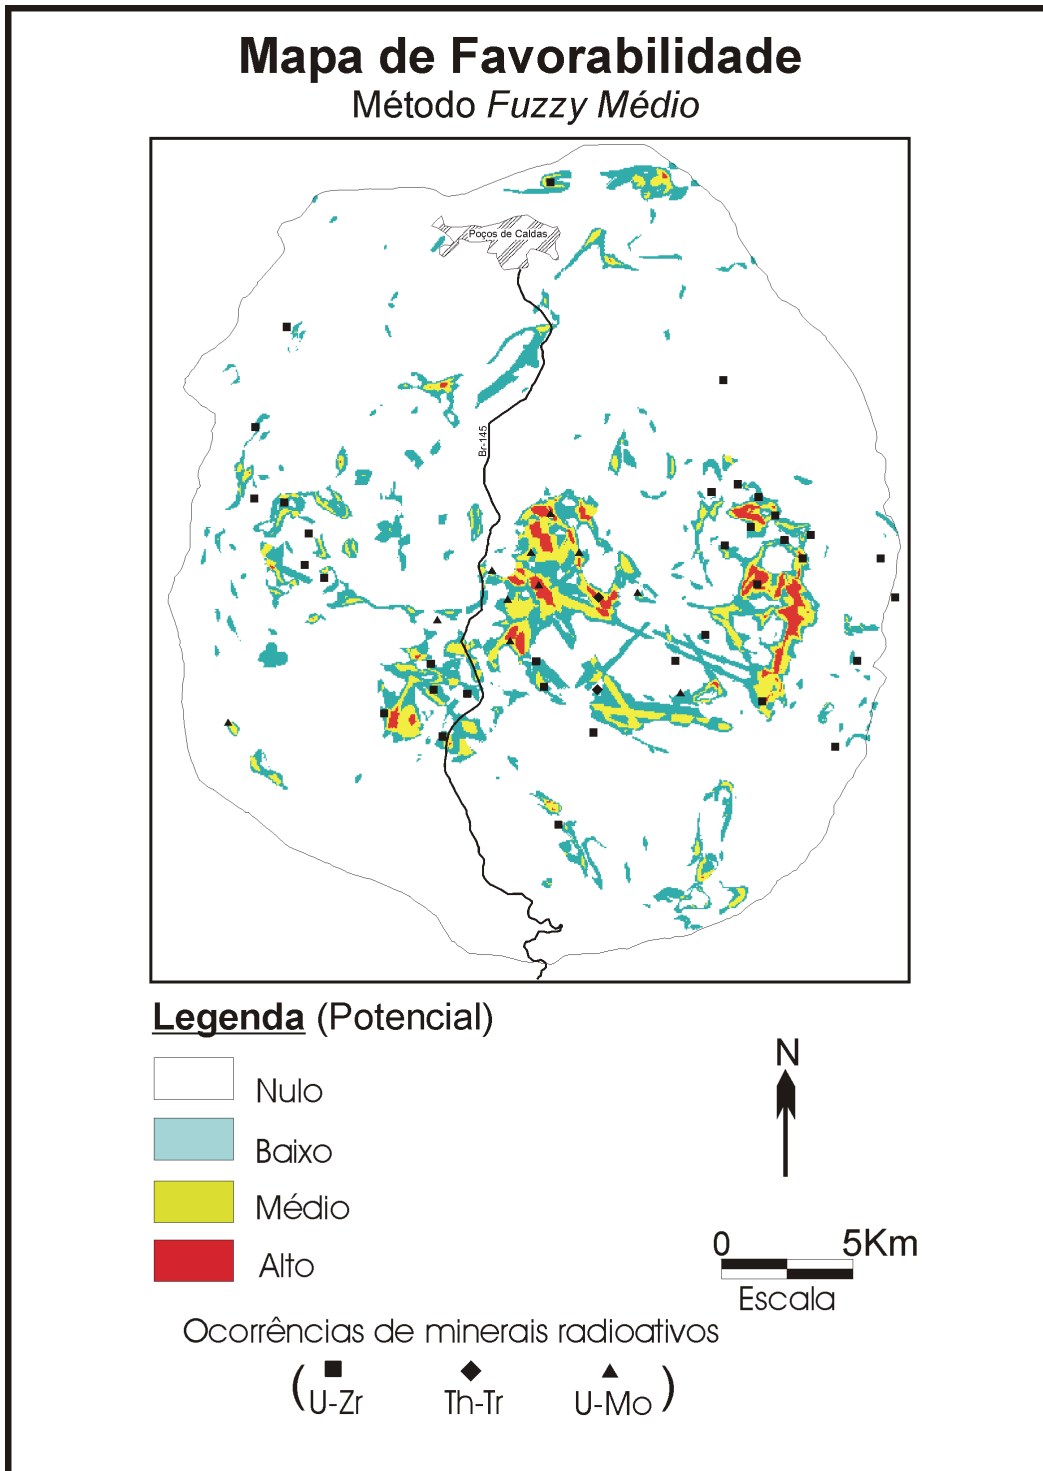 Mapa de Favorabilidade
Método Fuzzy Médio
Poços de Caldas
Br-145
Legenda (Potencial)
Nulo
Baixo
Médio
Alto
N
0 5Km
Escala
Ocorrências de minerais radioativos
( U-Zr Th-Tr U-Mo )